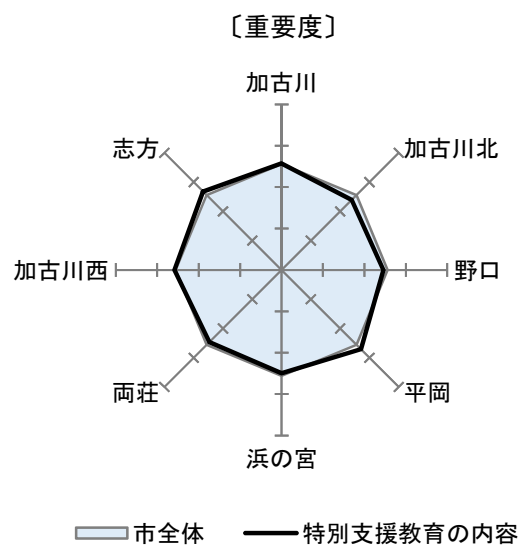 〔重要度〕
加古川
志方
加古川北
加古川西
野口
両荘
平岡
浜の宮
市全体
特別支援教育の内容